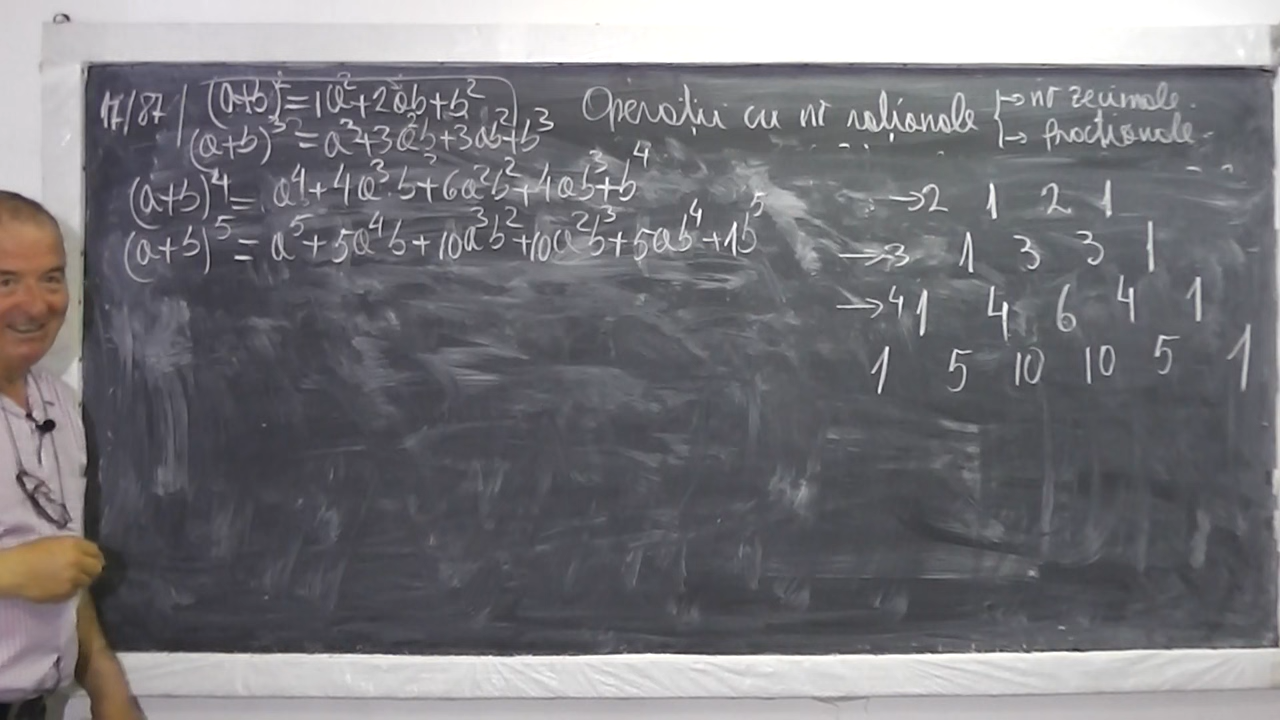 17/87 | (a+b)² = 1a²+2ab+b²
(a+b)³ = a³+3a²b+3ab²+b³
(a+b)⁴ = a⁴+4a³·b+6a²b²+4ab³+b⁴
(a+b)⁵ = a⁵+5a⁴b+10a³b²+10a²b³+5ab⁴+1b⁵
Operații cu nr raționale
→ nr zecimale.
→ fracționale.
→2 1 2 1
→3 1 3 3 1
→4 1 4 6 4 1
1 5 10 10 5 1